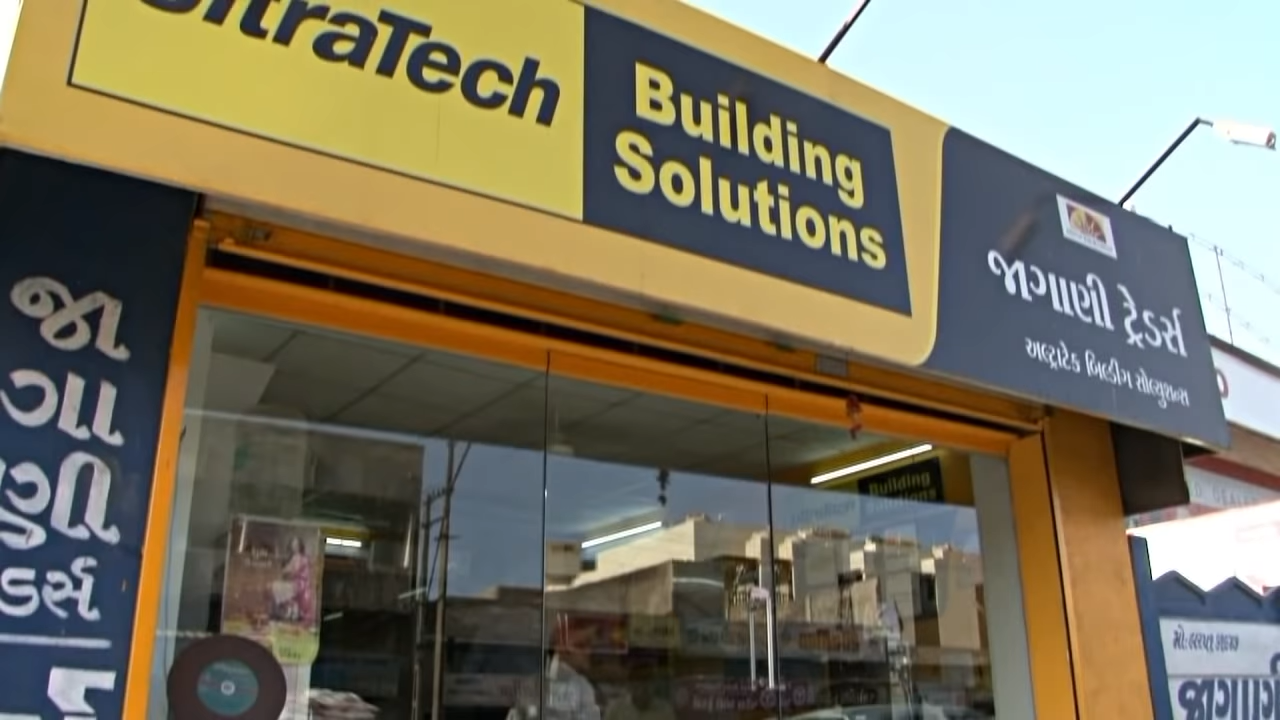 UltraTech
Building
Solutions
જાગાણી ટ્રેડર્સ
અલ્ટ્રાટેક બિલ્ડીંગ સોલ્યુશન્સ
જા
ગા
ણી
ડર્સ
Building
Solutions
જાગાણી